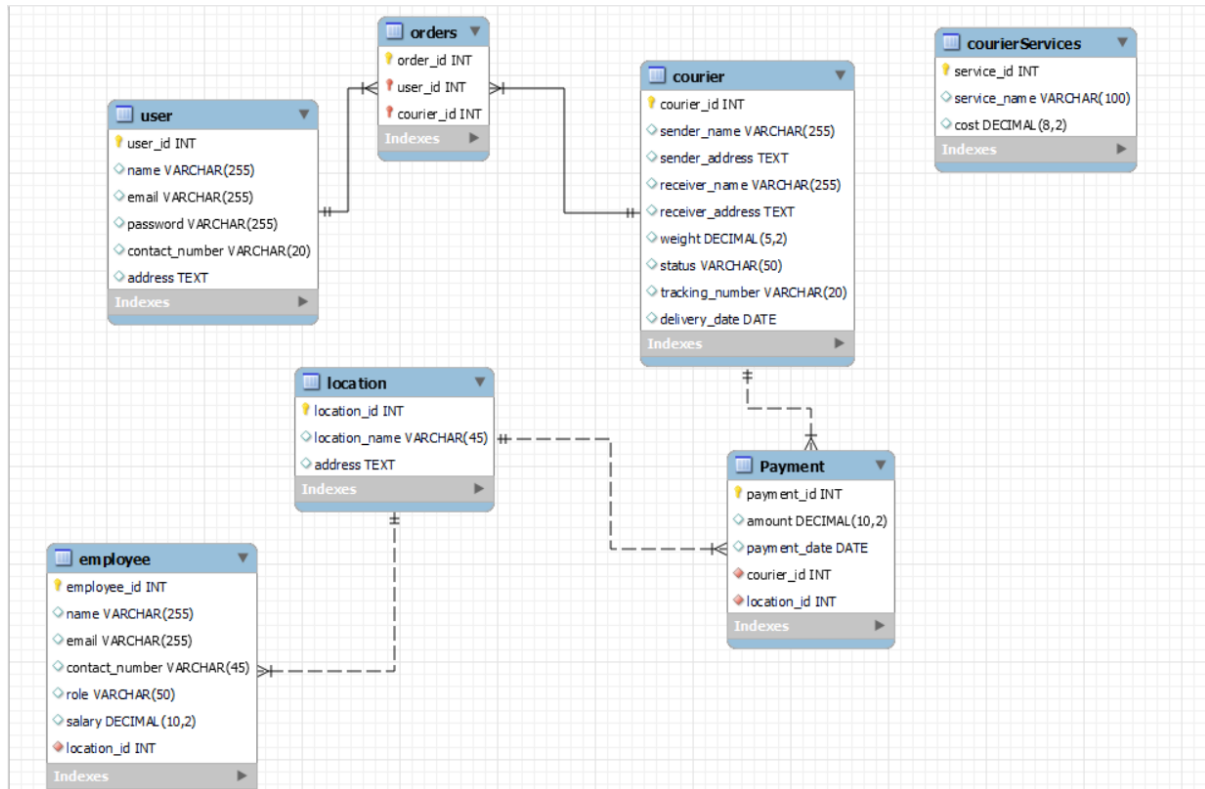 orders
order_id INT
user_id INT
courier_id INT
Indexes
user
user_id INT
name VARCHAR(255)
email VARCHAR(255)
password VARCHAR(255)
contact_number VARCHAR(20)
address TEXT
Indexes
courier
courier_id INT
sender_name VARCHAR(255)
sender_address TEXT
receiver_name VARCHAR(255)
receiver_address TEXT
weight DECIMAL(5,2)
status VARCHAR(50)
tracking_number VARCHAR(20)
delivery_date DATE
Indexes
courierServices
service_id INT
service_name VARCHAR(100)
cost DECIMAL(8,2)
Indexes
location
location_id INT
location_name VARCHAR(45)
address TEXT
Indexes
Payment
payment_id INT
amount DECIMAL(10,2)
payment_date DATE
courier_id INT
location_id INT
Indexes
employee
employee_id INT
name VARCHAR(255)
email VARCHAR(255)
contact_number VARCHAR(45)
role VARCHAR(50)
salary DECIMAL(10,2)
location_id INT
Indexes